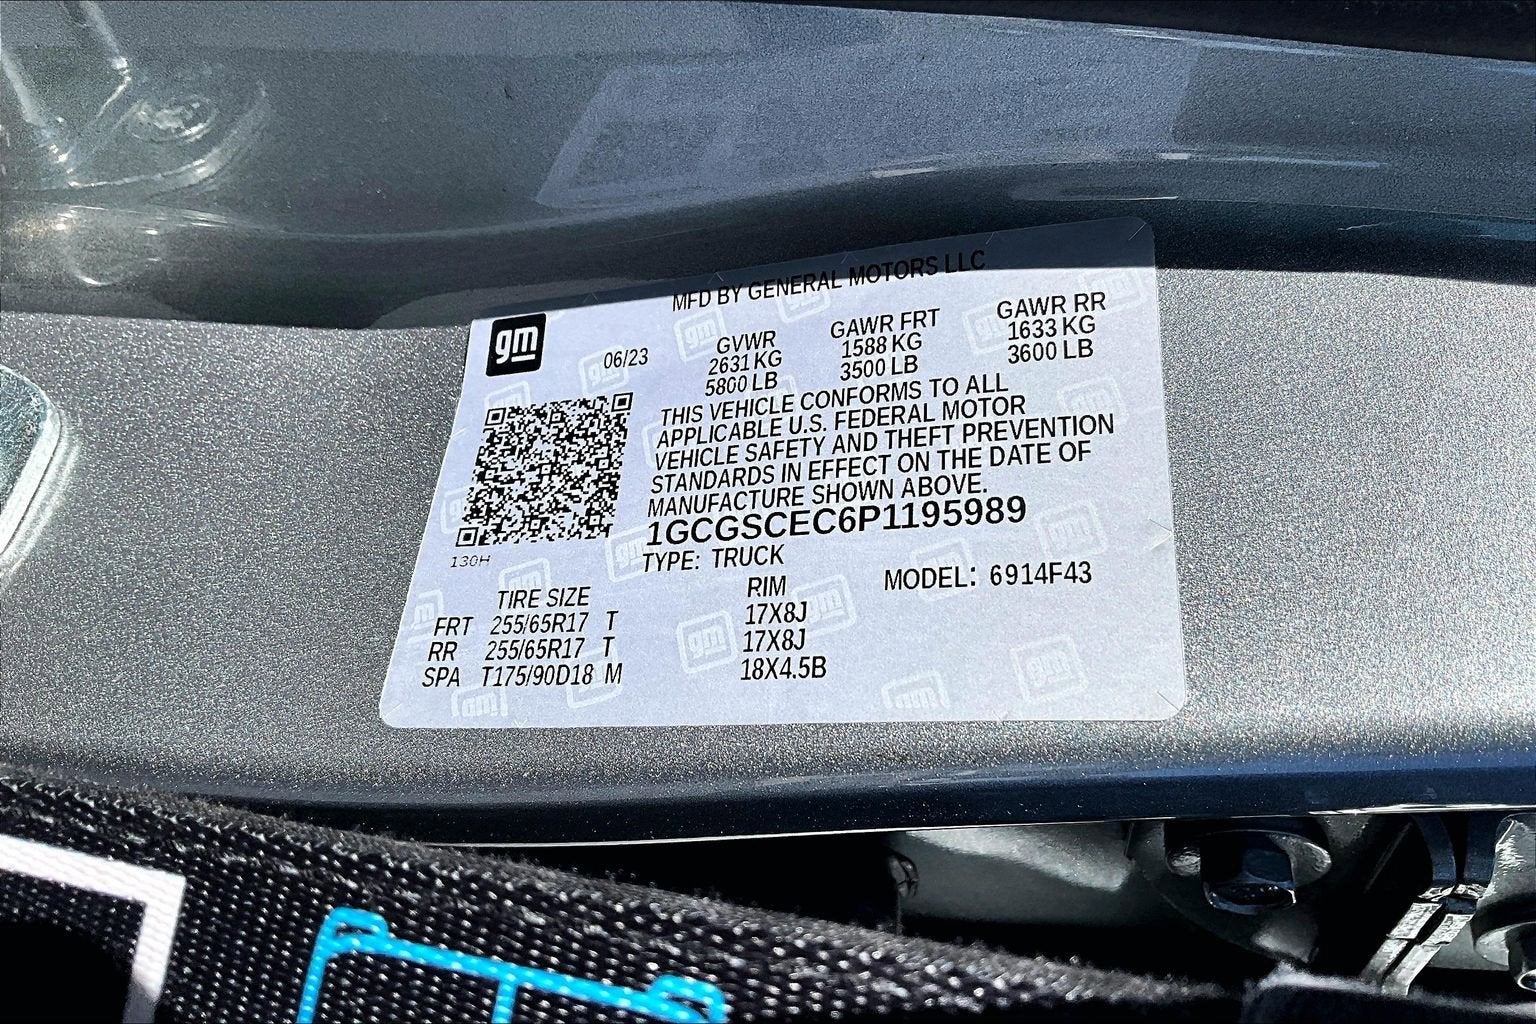 MFD BY GENERAL MOTORS LLC
gm
06/23
GVWR
2631 KG
5800 LB
GAWR FRT
1588 KG
3500 LB
GAWR RR
1633 KG
3600 LB
THIS VEHICLE CONFORMS TO ALL
APPLICABLE U.S. FEDERAL MOTOR
VEHICLE SAFETY AND THEFT PREVENTION
STANDARDS IN EFFECT ON THE DATE OF
MANUFACTURE SHOWN ABOVE.
1GCGSCEC6P1195989
130H
TYPE: TRUCK
MODEL: 6914F43
TIRE SIZE RIM
FRT 255/65R17 T 17X8J
RR 255/65R17 T 17X8J
SPA T175/90D18 M 18X4.5B